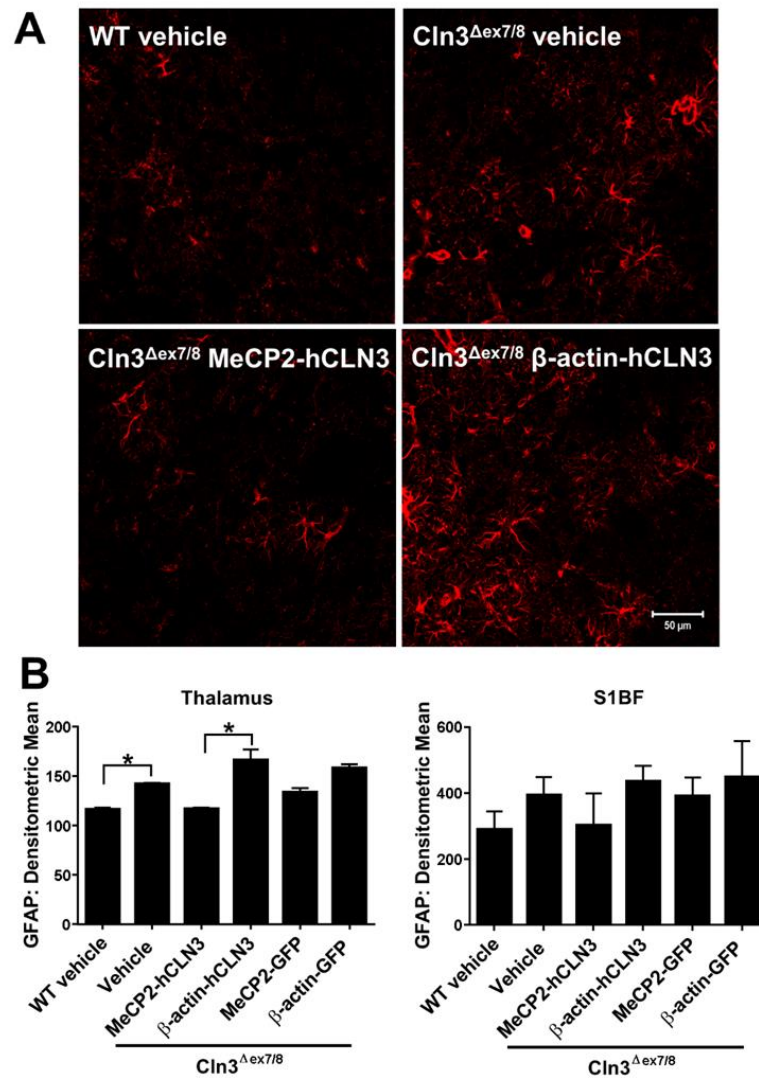 A
WT vehicle
Cln3Δex7/8 vehicle
Cln3Δex7/8 MeCP2-hCLN3
Cln3Δex7/8 β-actin-hCLN3
50 µm
B
Thalamus
GFAP: Densitometric Mean
200
150
100
50
0
*
*
WT vehicle
Vehicle
MeCP2-hCLN3
β-actin-hCLN3
MeCP2-GFP
β-actin-GFP
Cln3Δex7/8
S1BF
GFAP: Densitometric Mean
600
400
200
0
WT vehicle
Vehicle
MeCP2-hCLN3
β-actin-hCLN3
MeCP2-GFP
β-actin-GFP
Cln3Δex7/8